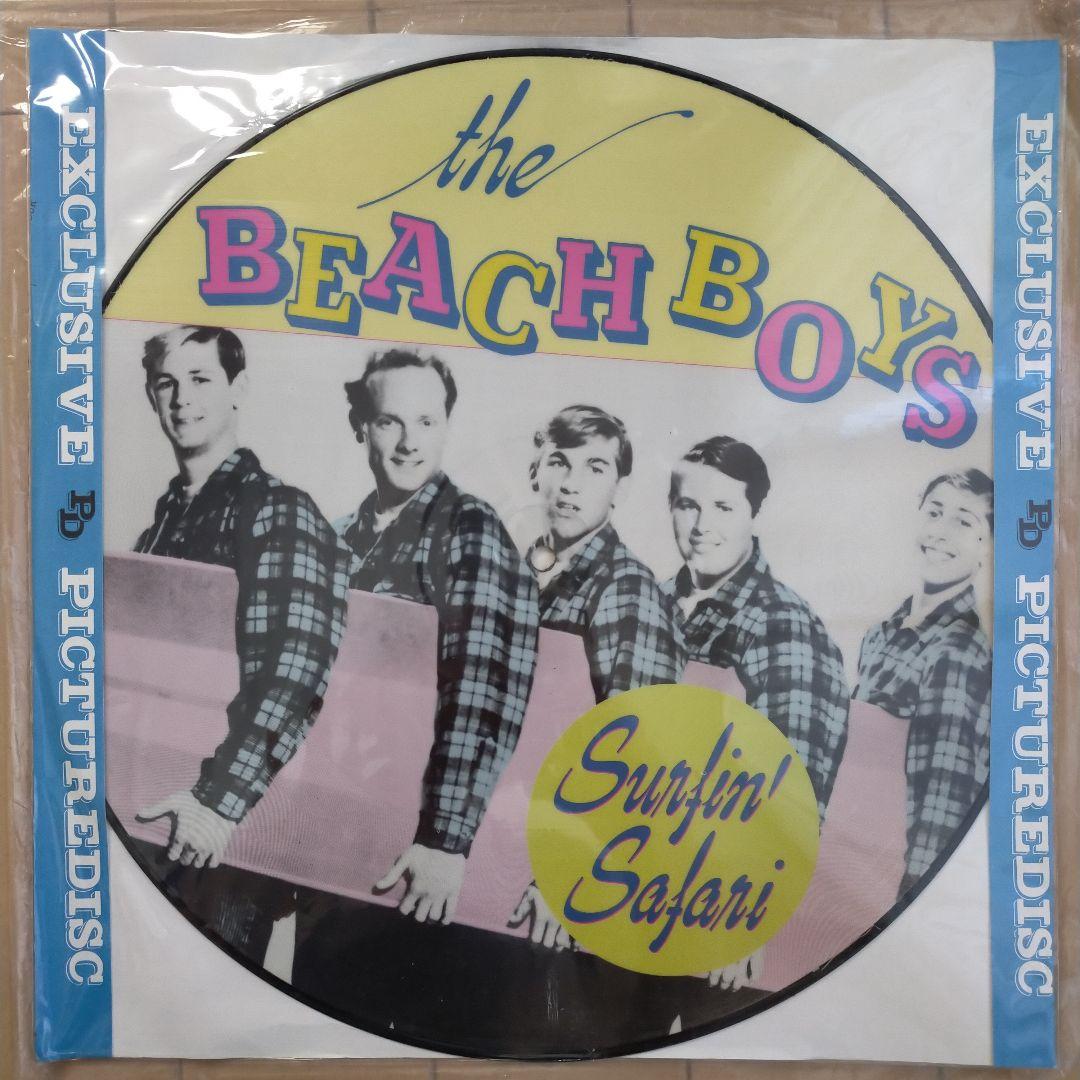 the
BEACH BOYS
Surfin'
Safari
EXCLUSIVE PD PICTUREDISC
EXCLUSIVE PD PICTUREDISC